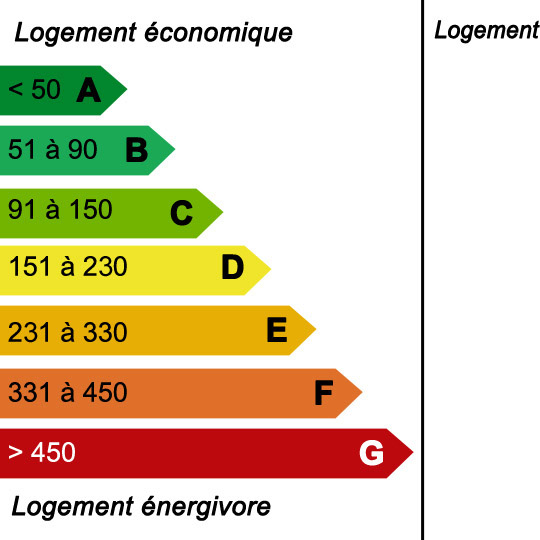 Logement économique
Logement
< 50 A
51 à 90 B
91 à 150 C
151 à 230 D
231 à 330 E
331 à 450 F
> 450 G
Logement énergivore